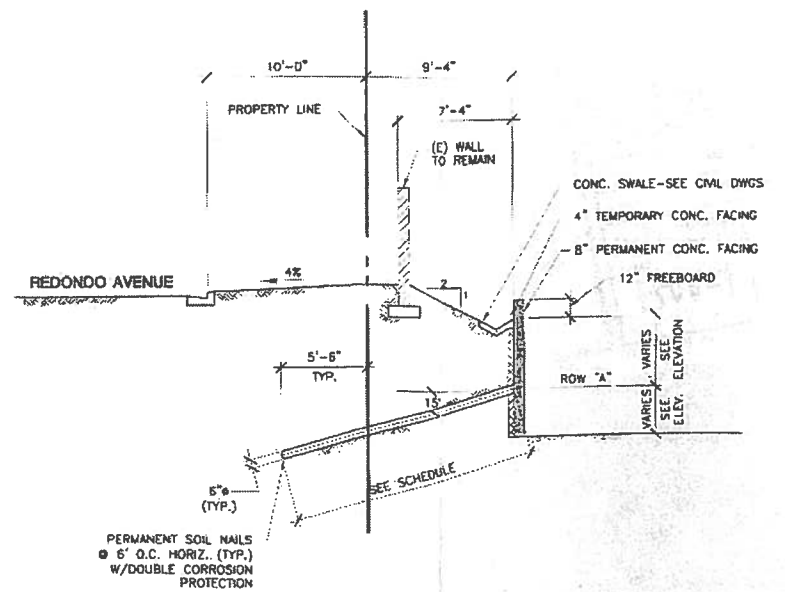 10'-0"
9'-4"
PROPERTY LINE
7'-4"
(E) WALL
TO REMAIN
CONC. SWALE-SEE CIVIL DWGS
4" TEMPORARY CONC. FACING
8" PERMANENT CONC. FACING
12" FREEBOARD
REDONDO AVENUE
4%
2
1
5'-6"
TYP.
ROW "A"
VARIES
SEE
ELEVATION
VARIES
SEE.
ELEV.
15°
SEE SCHEDULE
6"ø
(TYP.)
PERMANENT SOIL NAILS
@ 6' O.C. HORIZ. (TYP.)
W/DOUBLE CORROSION
PROTECTION